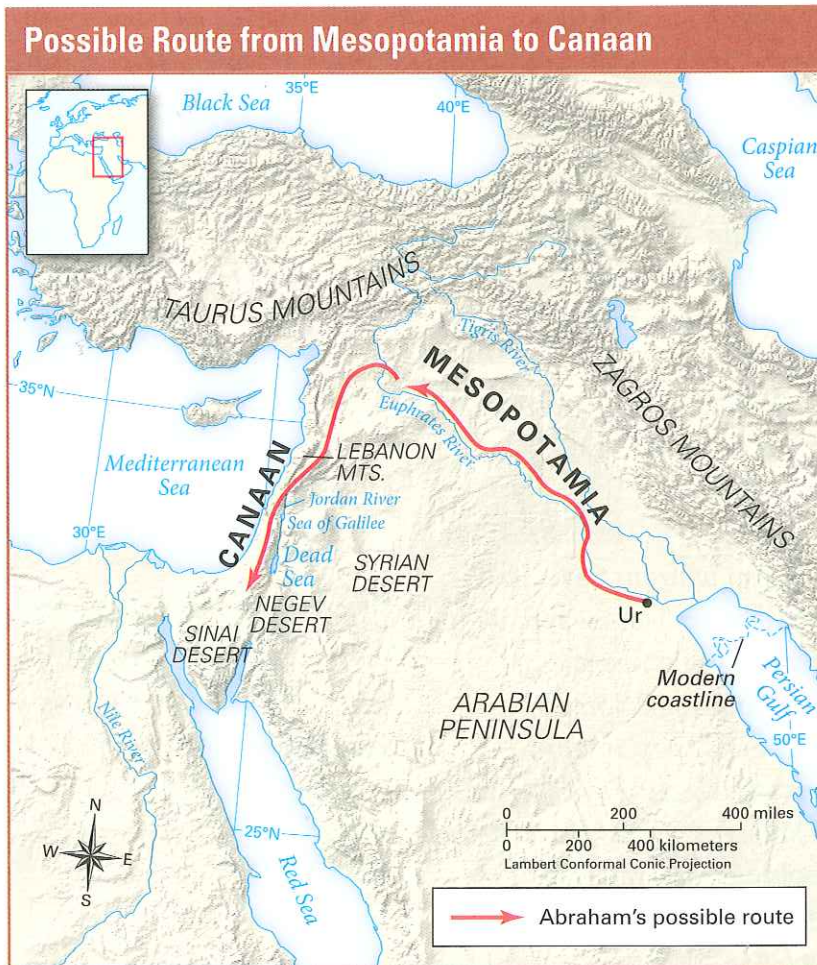 Possible Route from Mesopotamia to Canaan
Black Sea
35°E
40°E
Caspian
Sea
TAURUS MOUNTAINS
Tigris River
MESOPOTAMIA
ZAGROS MOUNTAINS
35°N
Euphrates River
Mediterranean
Sea
CANAAN
LEBANON
MTS.
Jordan River
Sea of Galilee
30°E
Dead
Sea
SYRIAN
DESERT
NEGEV
DESERT
SINAI
DESERT
Ur
Modern
coastline
Persian
Gulf
50°E
ARABIAN
PENINSULA
Nile River
N
W
E
S
25°N
Red Sea
0 200 400 miles
0 200 400 kilometers
Lambert Conformal Conic Projection
Abraham's possible route